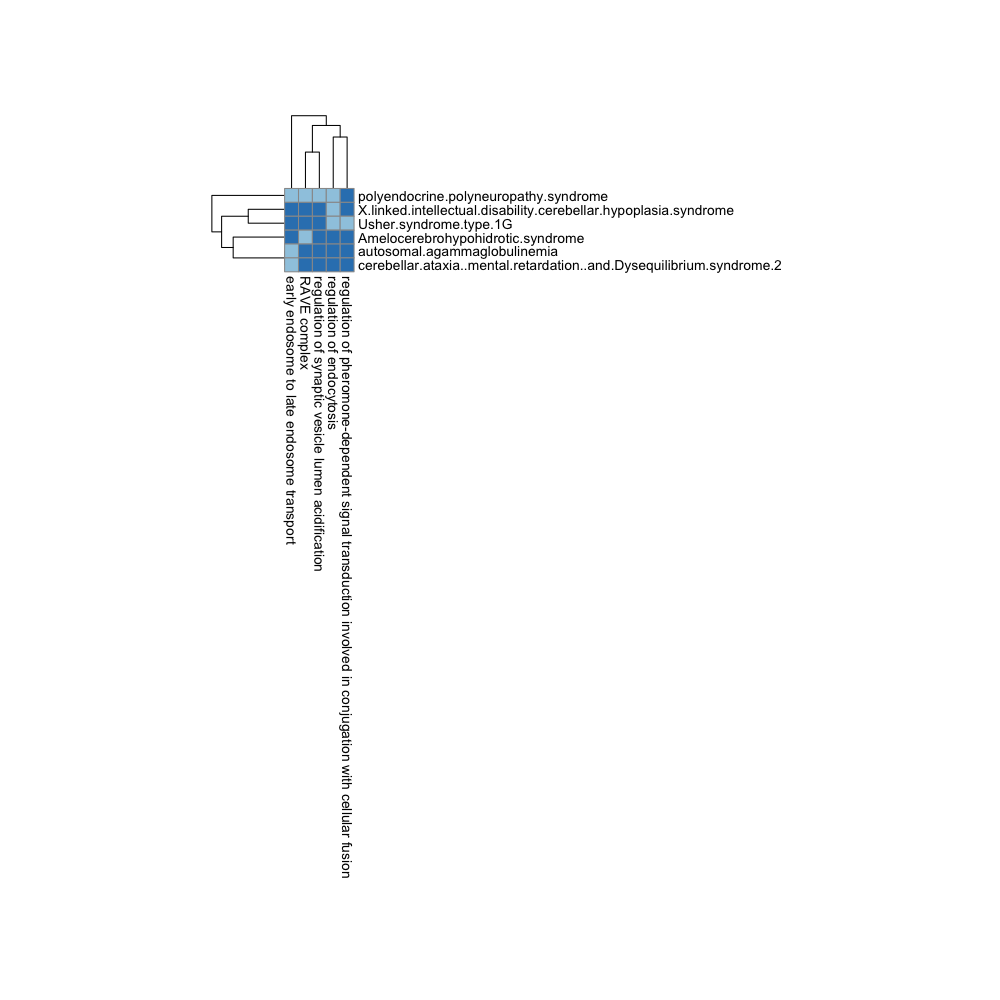 polyendocrine.polyneuropathy.syndrome
X.linked.intellectual.disability.cerebellar.hypoplasia.syndrome
Usher.syndrome.type.1G
Amelocerebrohypohidrotic.syndrome
autosomal.agammaglobulinemia
cerebellar.ataxia..mental.retardation..and.Dysequilibrium.syndrome.2
early endosome to late endosome transport
RAVE complex
regulation of synaptic vesicle lumen acidification
regulation of endocytosis
regulation of pheromone-dependent signal transduction involved in conjugation with cellular fusion